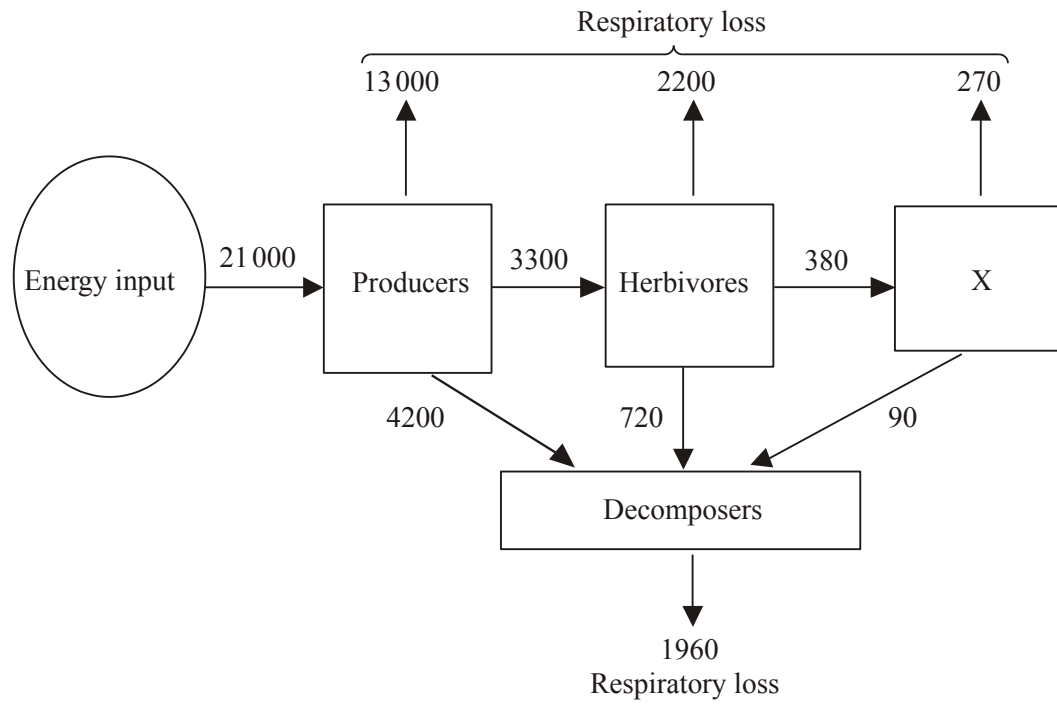 Respiratory loss
13 000 2200 270
21 000 3300 380
Energy input Producers Herbivores X
4200 720 90
Decomposers
1960
Respiratory loss